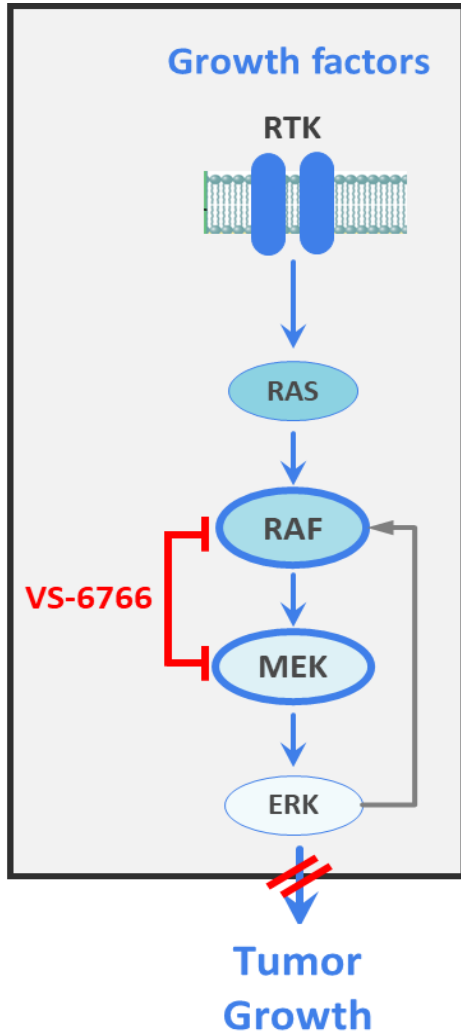 Growth factors
RTK
RAS
RAF
VS-6766
MEK
ERK
Tumor
Growth